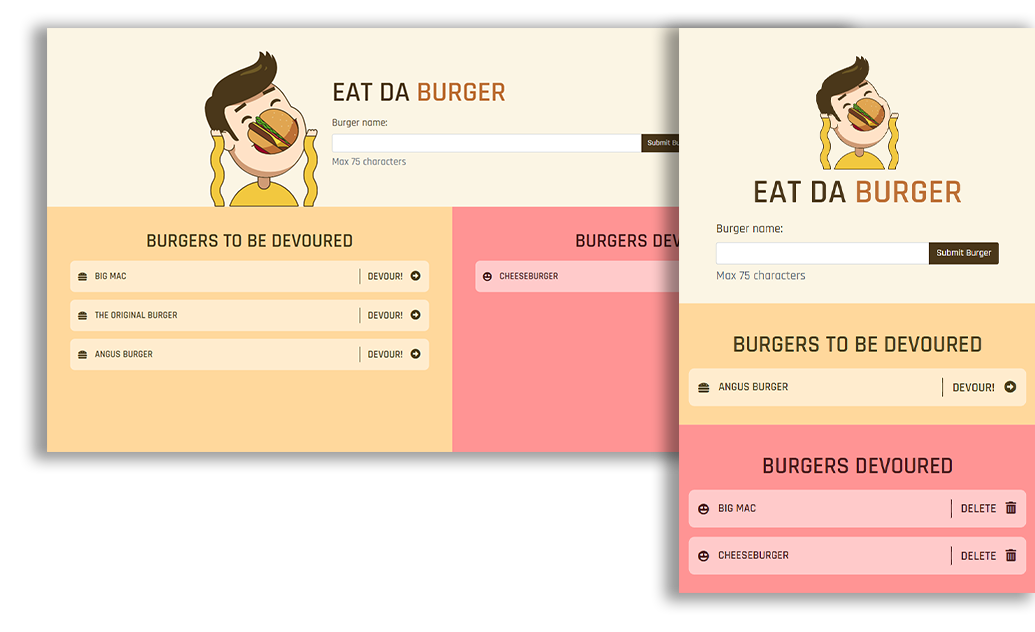 EAT DA BURGER
Burger name:
Submit Bu
Max 75 characters
BURGERS TO BE DEVOURED
BIG MAC
DEVOUR!
THE ORIGINAL BURGER
DEVOUR!
ANGUS BURGER
DEVOUR!
BURGERS DEV
CHEESEBURGER
EAT DA BURGER
Burger name:
Submit Burger
Max 75 characters
BURGERS TO BE DEVOURED
ANGUS BURGER
DEVOUR!
BURGERS DEVOURED
BIG MAC
DELETE
CHEESEBURGER
DELETE